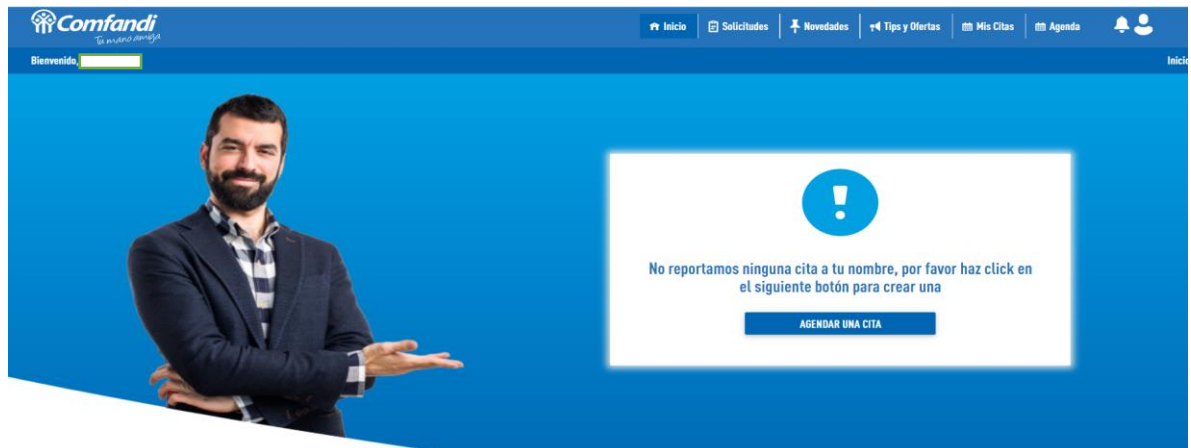 Comfandi
Tu mano amiga
Inicio
Solicitudes
Novedades
Tips y Ofertas
Mis Citas
Agenda
Bienvenido,
Inicio
!
No reportamos ninguna cita a tu nombre, por favor haz click en
el siguiente botón para crear una
AGENDAR UNA CITA